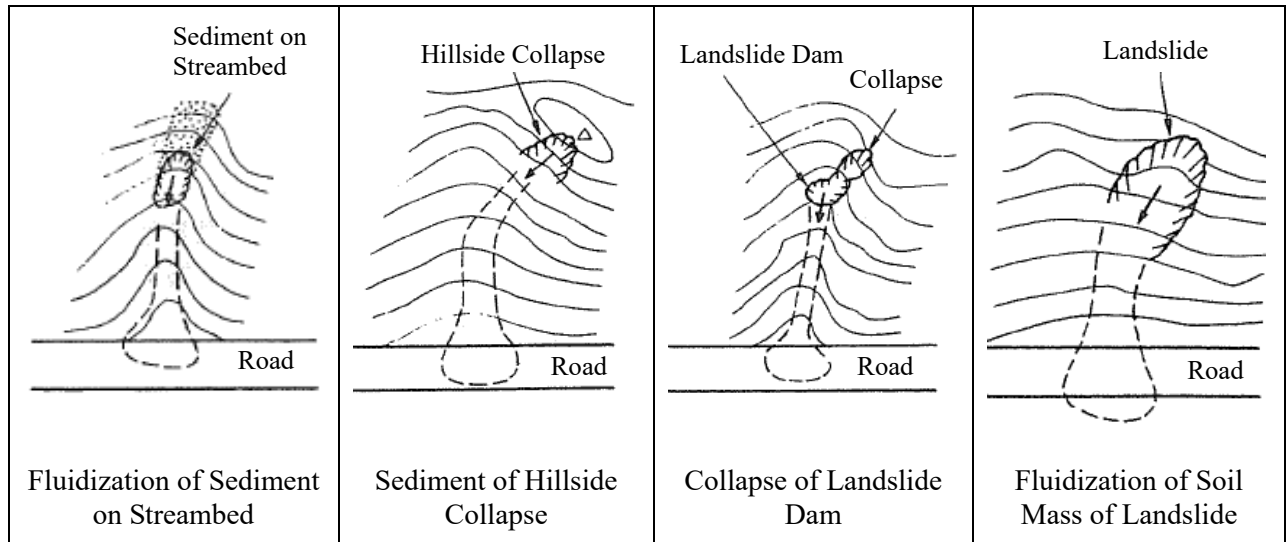 Sediment on
Streambed
Road
Fluidization of Sediment
on Streambed
Hillside Collapse
Road
Sediment of Hillside
Collapse
Landslide Dam
Collapse
Road
Collapse of Landslide
Dam
Landslide
Road
Fluidization of Soil
Mass of Landslide